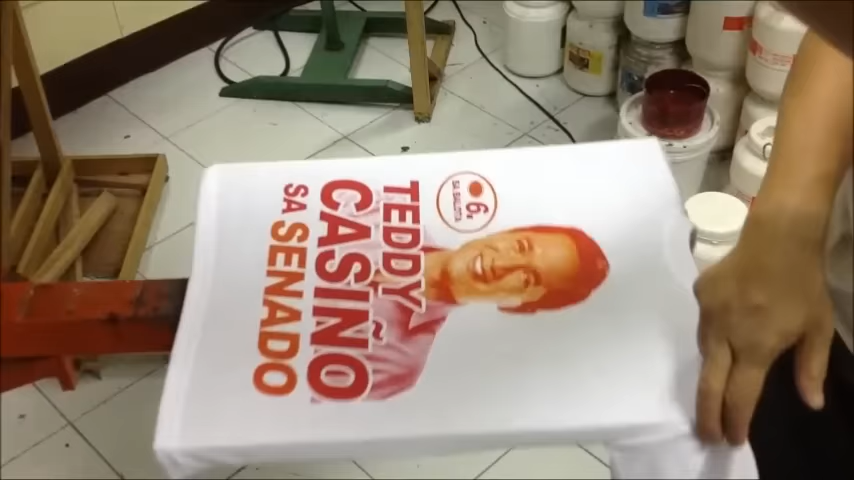 6.
SA BALOTA
TEDDY
CASIÑO
SA SENADO